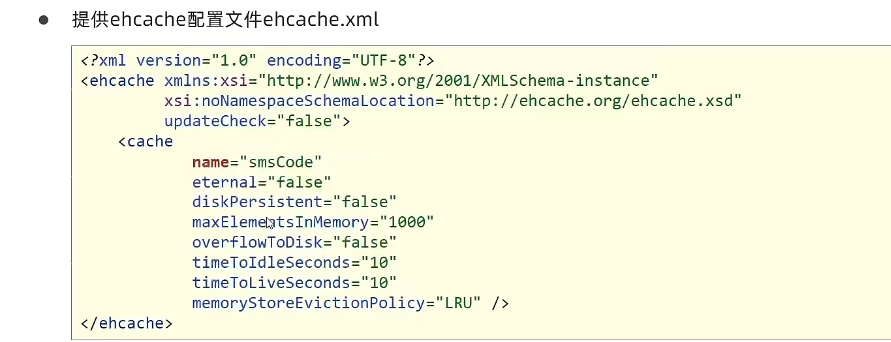 ● 提供ehcache配置文件ehcache.xml
<?xml version="1.0" encoding="UTF-8"?>
<ehcache xmlns:xsi="http://www.w3.org/2001/XMLSchema-instance"
         xsi:noNamespaceSchemaLocation="http://ehcache.org/ehcache.xsd"
         updateCheck="false">
    <cache
            name="smsCode"
            eternal="false"
            diskPersistent="false"
            maxElementsInMemory="1000"
            overflowToDisk="false"
            timeToIdleSeconds="10"
            timeToLiveSeconds="10"
            memoryStoreEvictionPolicy="LRU" />
</ehcache>